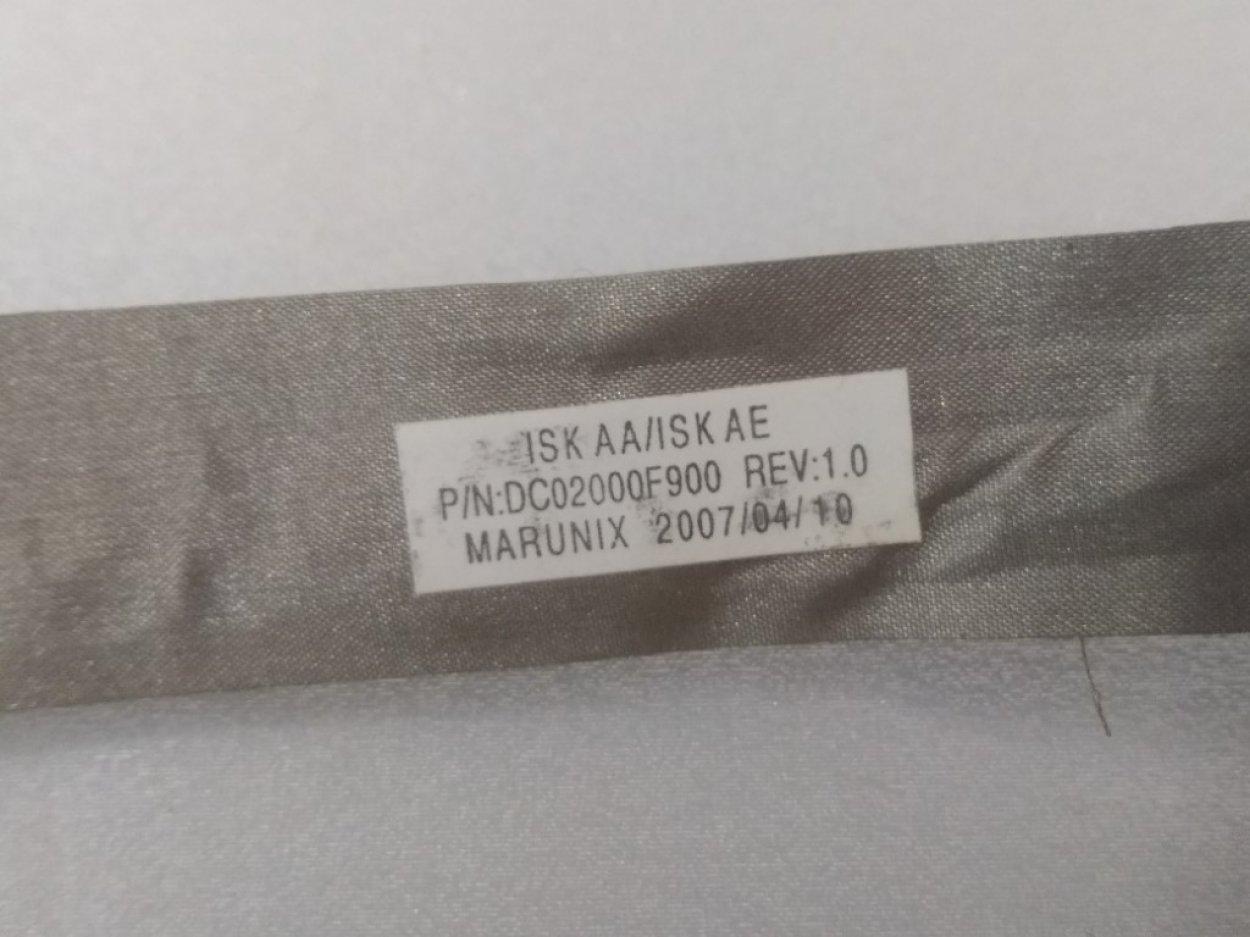 ISK AA/ISK AE
P/N:DC02000F900 REV:1.0
MARUNIX 2007/04/10